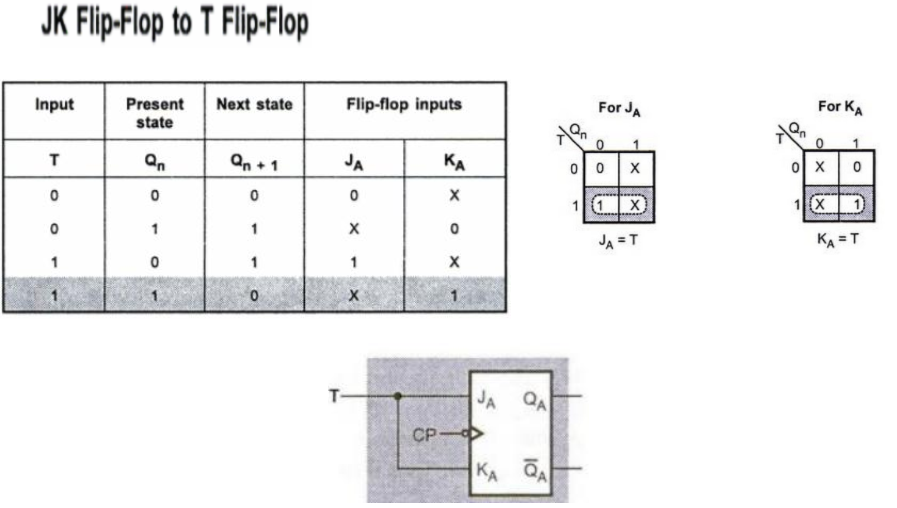 JK Flip-Flop to T Flip-Flop
Input Present state Next state Flip-flop inputs
T Qn Qn + 1 JA KA
0 0 0 0 X
0 1 1 X 0
1 0 1 1 X
1 1 0 X 1
For JA
T Qn 0 1
0 0 X
1 1 X
JA = T
For KA
T Qn 0 1
0 X 0
1 X 1
KA = T
T JA QA
CP
KA Q̅A